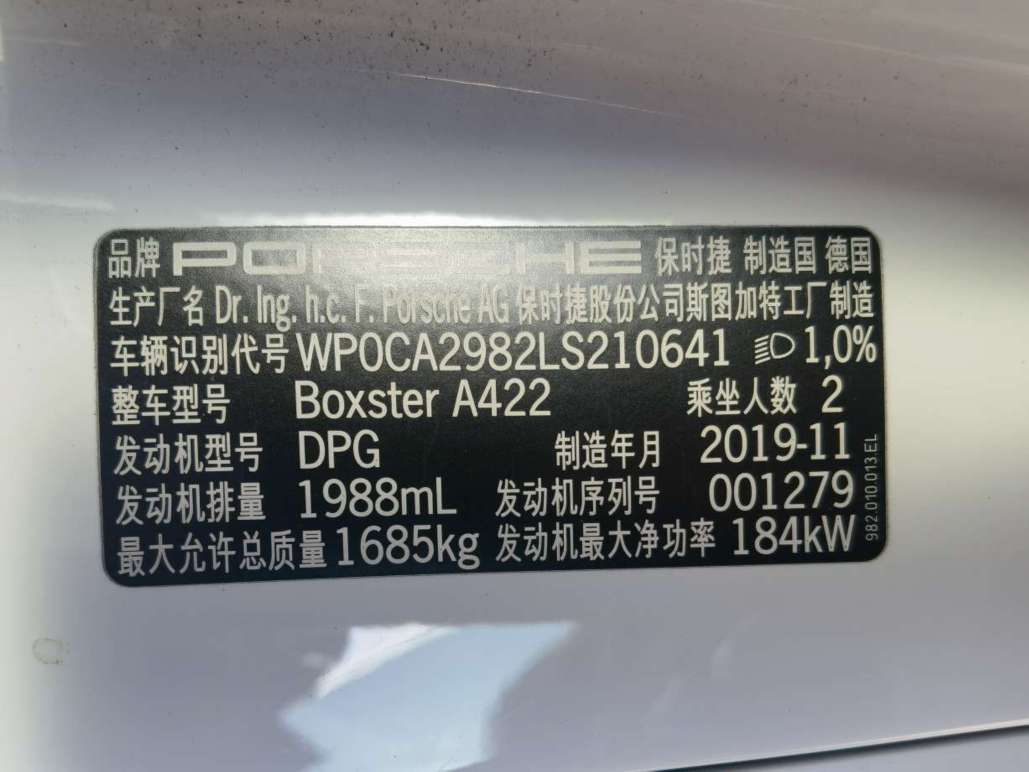 品牌 PORSCHE 保时捷 制造国 德国
生产厂名 Dr. Ing. h.c. F. Porsche AG 保时捷股份公司斯图加特工厂制造
车辆识别代号 WP0CA2982LS210641 1,0%
整车型号 Boxster A422 乘坐人数 2
发动机型号 DPG 制造年月 2019-11
发动机排量 1988mL 发动机序列号 001279
最大允许总质量 1685kg 发动机最大净功率 184kW
982.010.013.EL